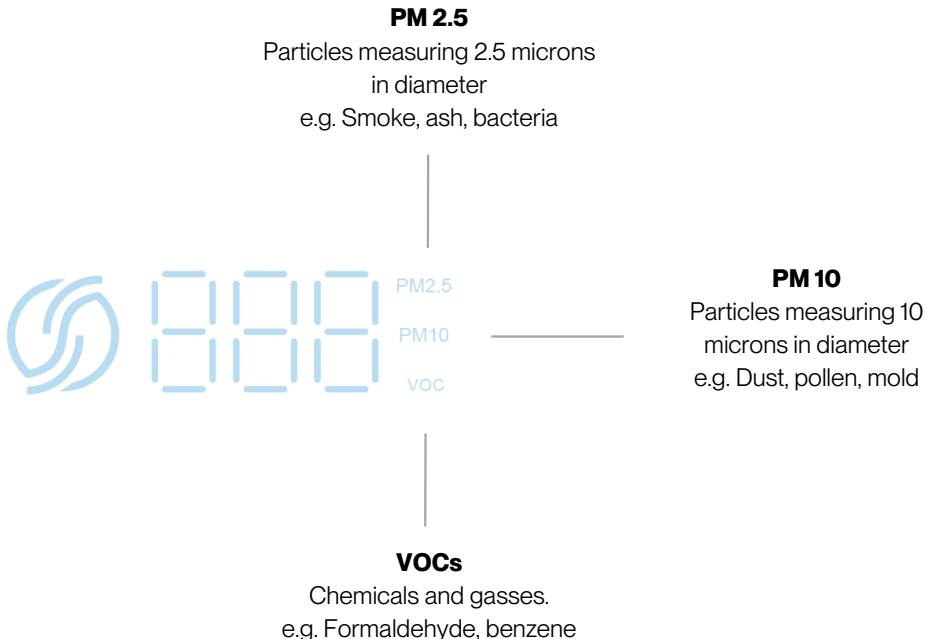 PM 2.5
Particles measuring 2.5 microns
in diameter
e.g. Smoke, ash, bacteria
888
PM2.5
PM10
VOC
PM 10
Particles measuring 10
microns in diameter
e.g. Dust, pollen, mold
VOCs
Chemicals and gasses.
e.g. Formaldehyde, benzene